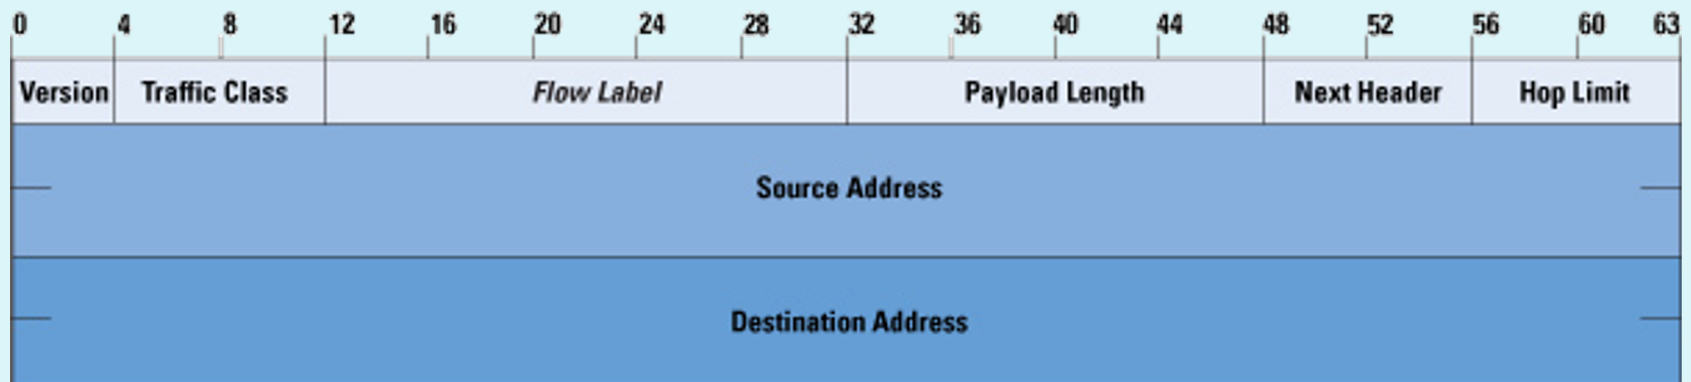 0 4 8 12 16 20 24 28 32 36 40 44 48 52 56 60 63
Version Traffic Class Flow Label Payload Length Next Header Hop Limit
Source Address
Destination Address